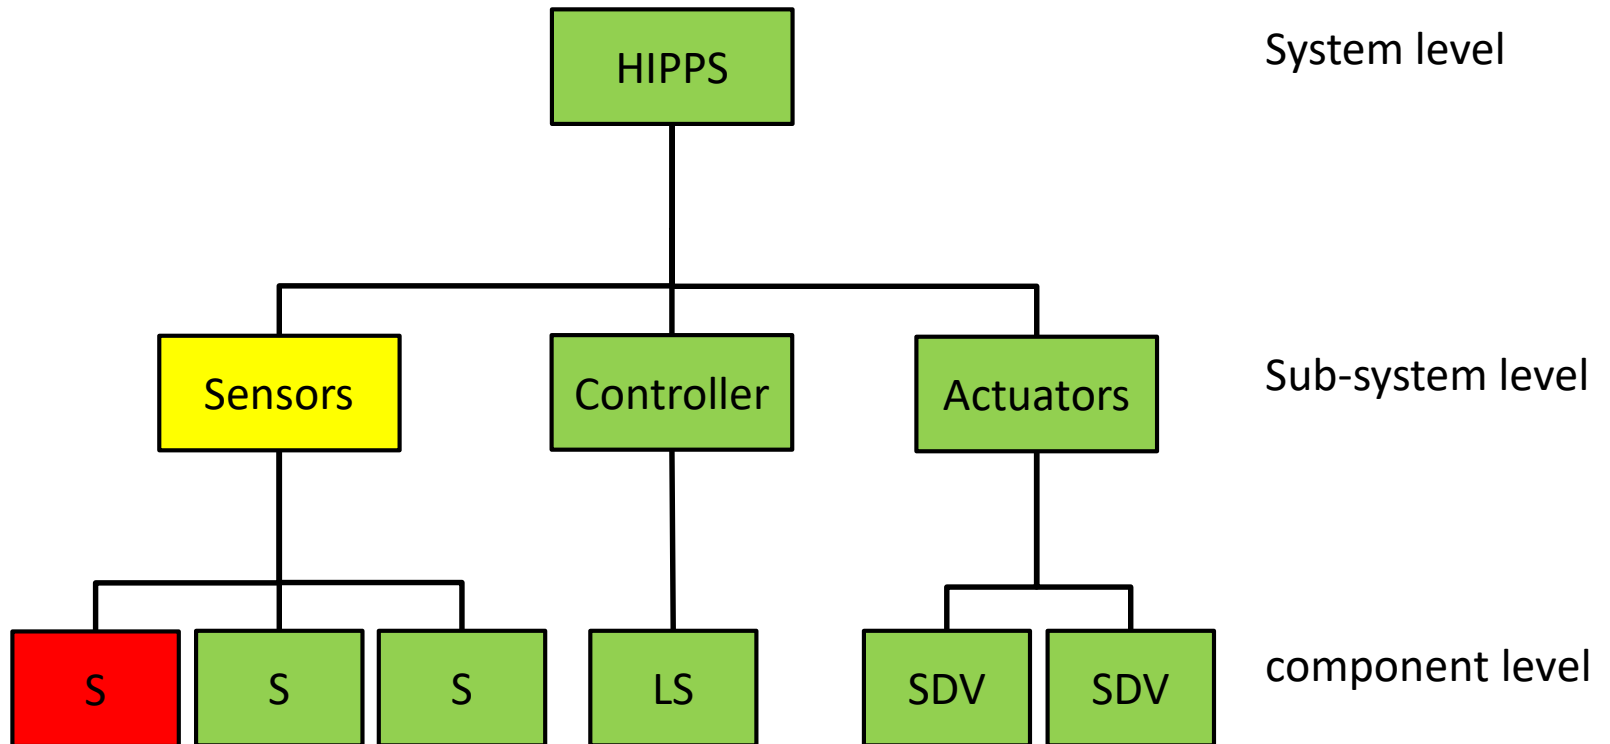 HIPPS
System level
Sensors
Controller
Actuators
Sub-system level
S
S
S
LS
SDV
SDV
component level